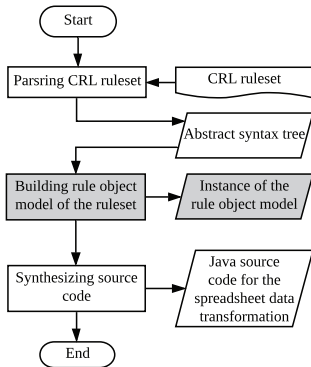 Start
Parsring CRL ruleset
CRL ruleset
Abstract syntax tree
Building rule object
model of the ruleset
Instance of the
rule object model
Synthesizing source
code
Java source
code for the
spreadsheet data
transformation
End